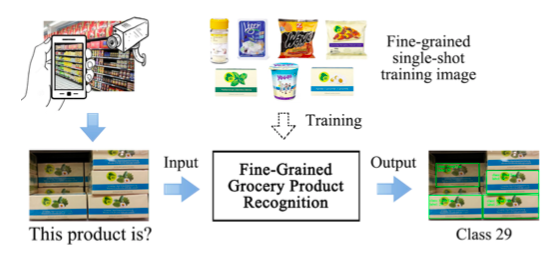 Fine-grained
single-shot
training image
Training
Input
Fine-Grained
Grocery Product
Recognition
Output
This product is?
Class 29